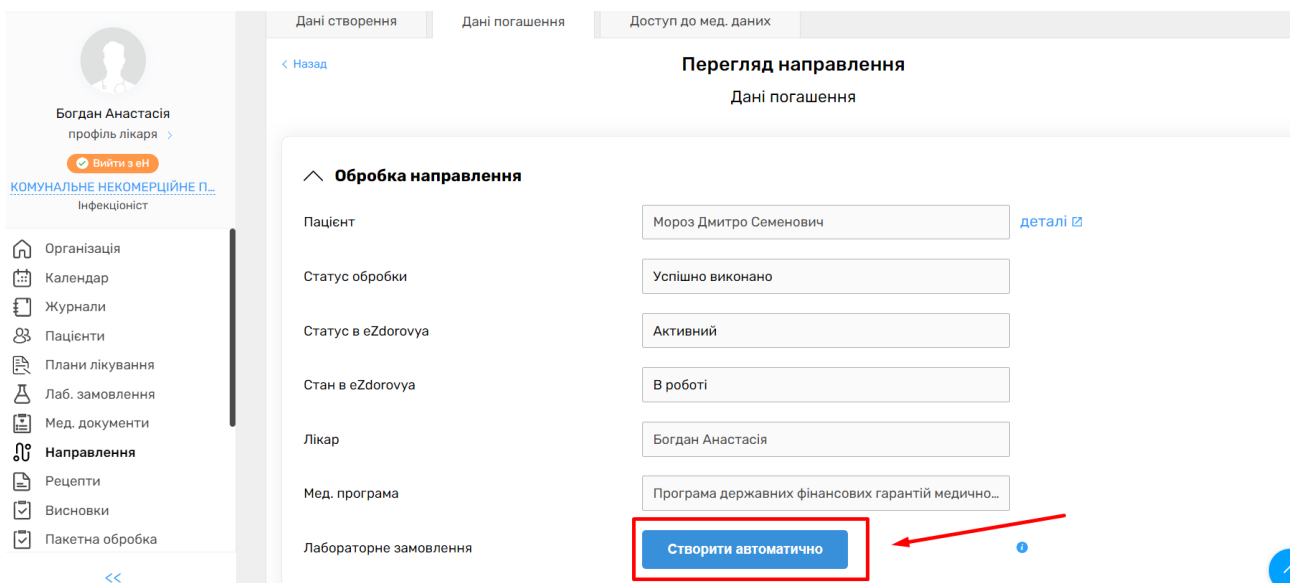 Дані створення
Дані погашення
Доступ до мед. даних
Назад
Перегляд направлення
Дані погашення
Богдан Анастасія
профіль лікаря
Вийти з еН
КОМУНАЛЬНЕ НЕКОМЕРЦІЙНЕ П...
Інфекціоніст
Організація
Календар
Журнали
Пацієнти
Плани лікування
Лаб. замовлення
Мед. документи
Направлення
Рецепти
Висновки
Пакетна обробка
<<
Обробка направлення
Пацієнт
Мороз Дмитро Семенович
деталі
Статус обробки
Успішно виконано
Статус в eZdorovya
Активний
Стан в eZdorovya
В роботі
Лікар
Богдан Анастасія
Мед. програма
Програма державних фінансових гарантій медично...
Лабораторне замовлення
Створити автоматично